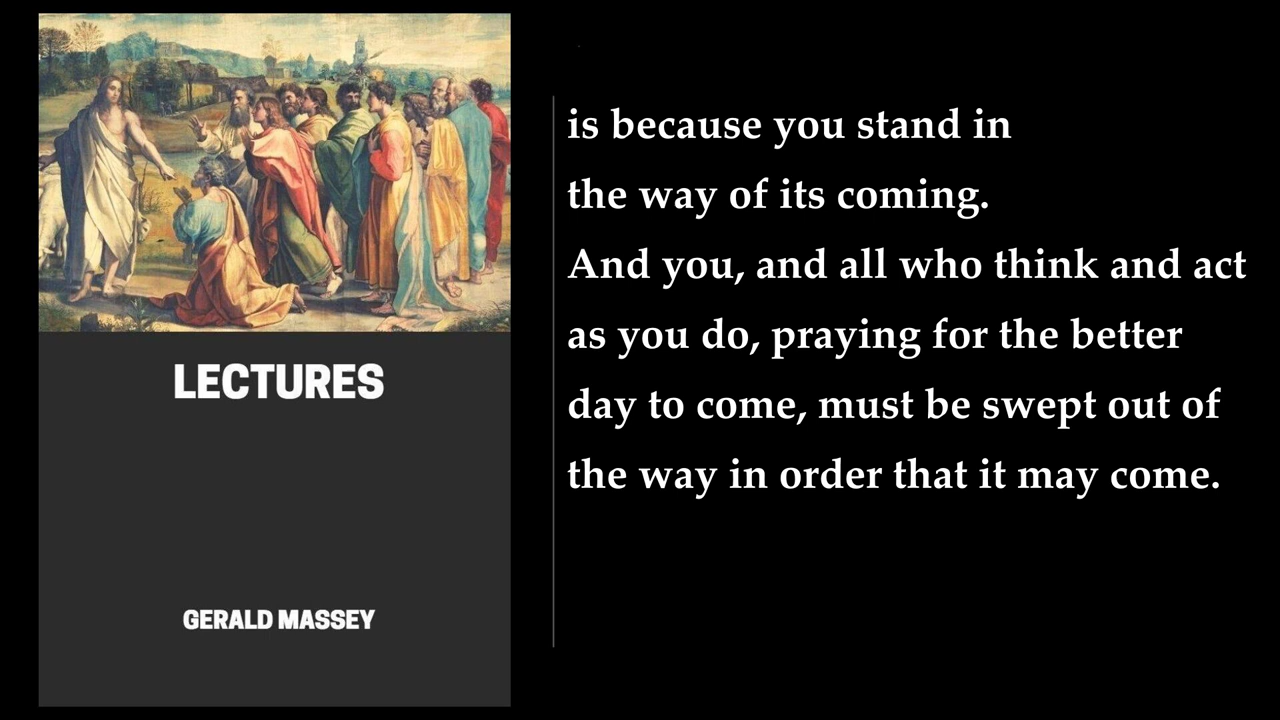 LECTURES
GERALD MASSEY
is because you stand in
the way of its coming.
And you, and all who think and act
as you do, praying for the better
day to come, must be swept out of
the way in order that it may come.